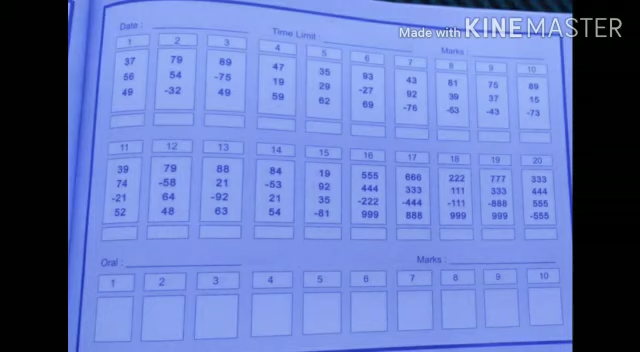 Made with KINEMASTER
Date :
Time Limit :
Marks :
1 2 3 4 5 6 7 8 9 10
37 79 89 47 35 93 43 81 75 89
56 54 -75 19 29 -27 92 39 37 15
49 -32 49 59 62 69 -76 -53 -43 -73
11 12 13 14 15 16 17 18 19 20
39 79 88 84 19 555 666 222 777 333
74 -58 21 -53 92 444 333 111 333 444
-21 64 -92 21 35 -222 -444 -111 -888 555
52 48 63 54 -81 999 888 999 999 -555
Oral :
Marks :
1 2 3 4 5 6 7 8 9 10